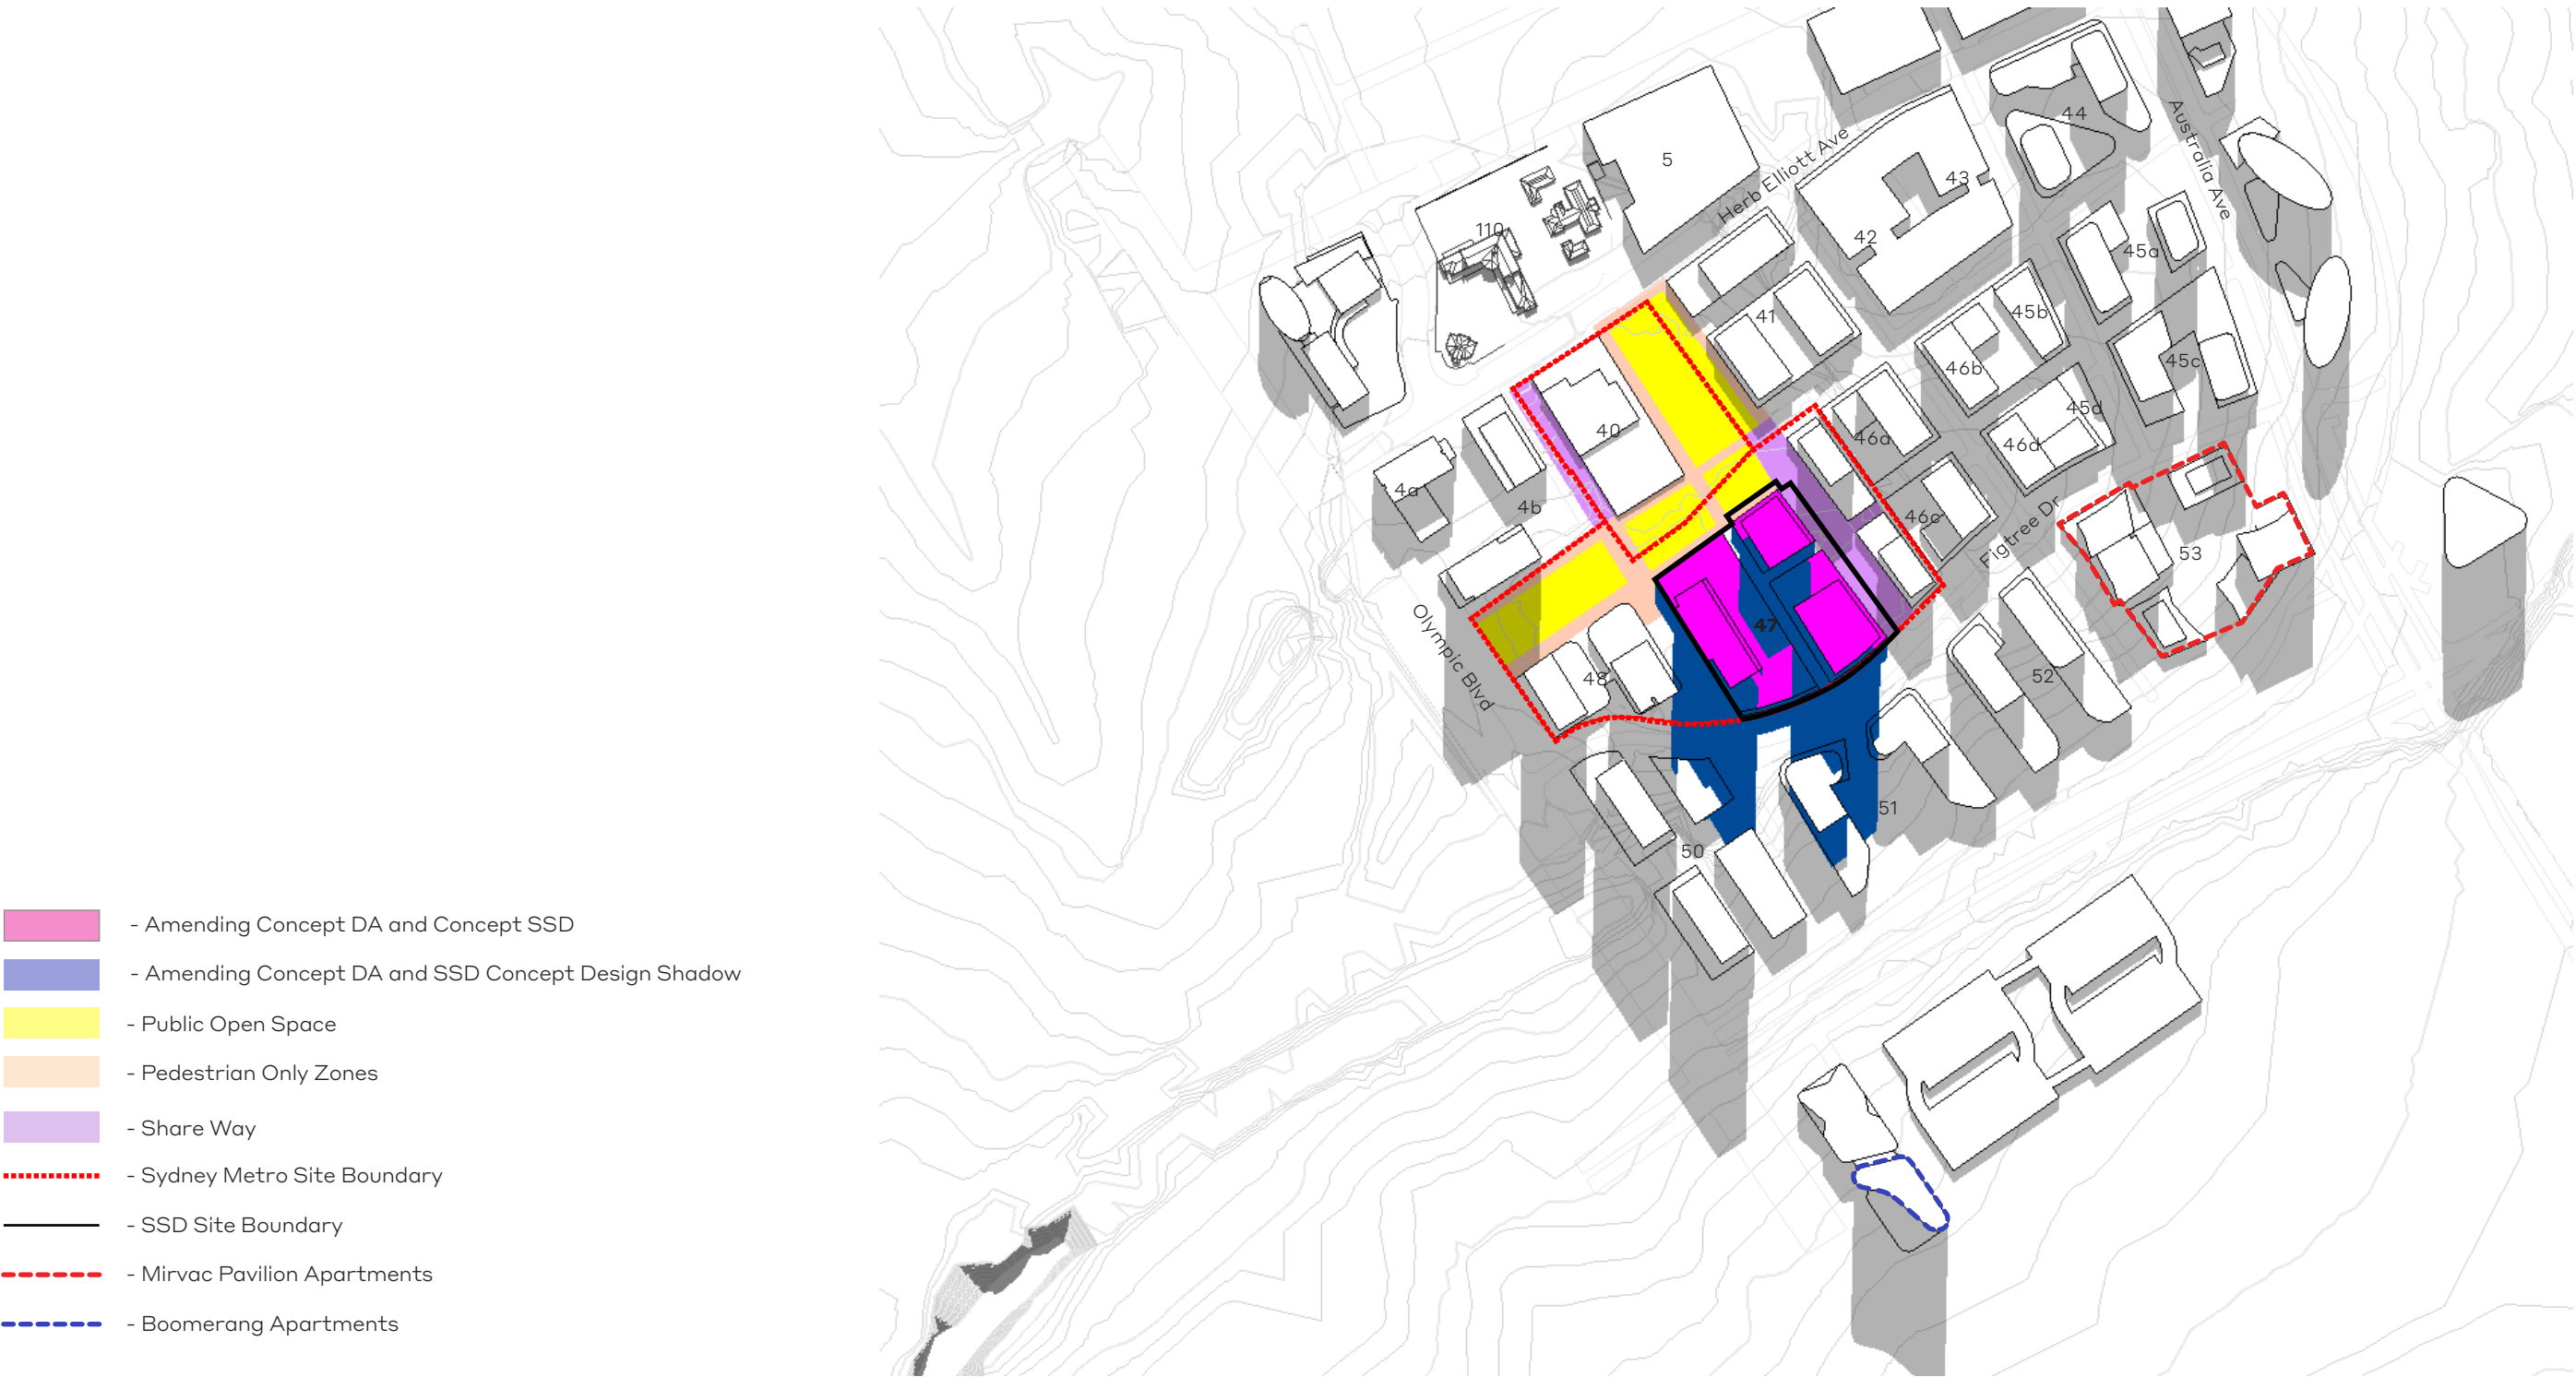 44
Australia Ave
5
Herb Elliott Ave
43
110
42
45a
41
45b
46b
45c
45d
40
46a
46d
4a
4b
46c
Figtree Dr
53
Olympic Blvd
47
48
52
51
50
- Amending Concept DA and Concept SSD
- Amending Concept DA and SSD Concept Design Shadow
- Public Open Space
- Pedestrian Only Zones
- Share Way
- Sydney Metro Site Boundary
- SSD Site Boundary
- Mirvac Pavilion Apartments
- Boomerang Apartments